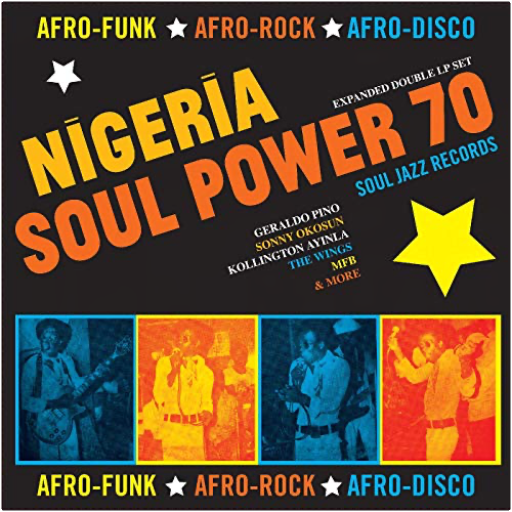 AFRO-FUNK ★ AFRO-ROCK ★ AFRO-DISCO
EXPANDED DOUBLE LP SET
NĪGERĪA
SOUL POWER 70
SOUL JAZZ RECORDS
GERALDO PINO
SONNY OKOSUN
KOLLINGTON AYINLA
THE WINGS
MFB
& MORE
AFRO-FUNK ★ AFRO-ROCK ★ AFRO-DISCO